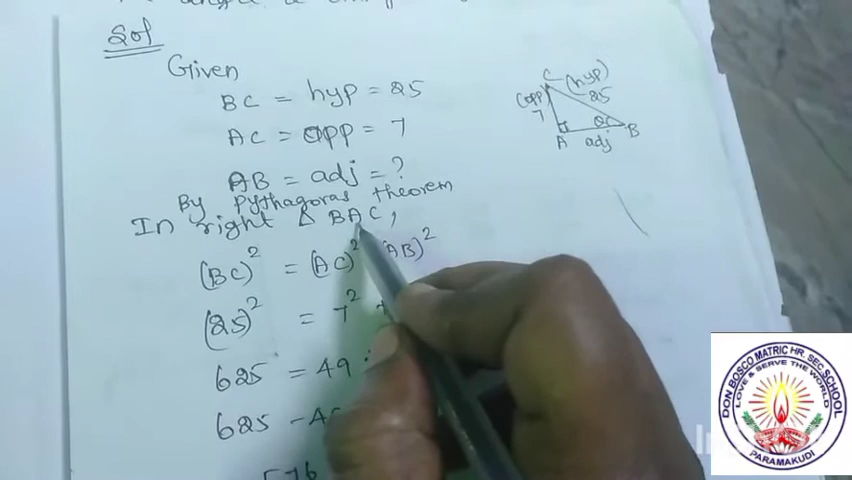 Sol
Given
BC = hyp = 25
AC = opp = 7
AB = adj = ?
By Pythagoras theorem
In right Δ BAC,
(BC)² = (AC)² (AB)²
(25)² = 7²
625 = 49
625 - 4
576
C
(hyp)
25
(opp)
7
A
adj
B
DON BOSCO MATRIC HR. SEC SCHOOL
LOVE & SERVE THE WORLD
PARAMAKUDI